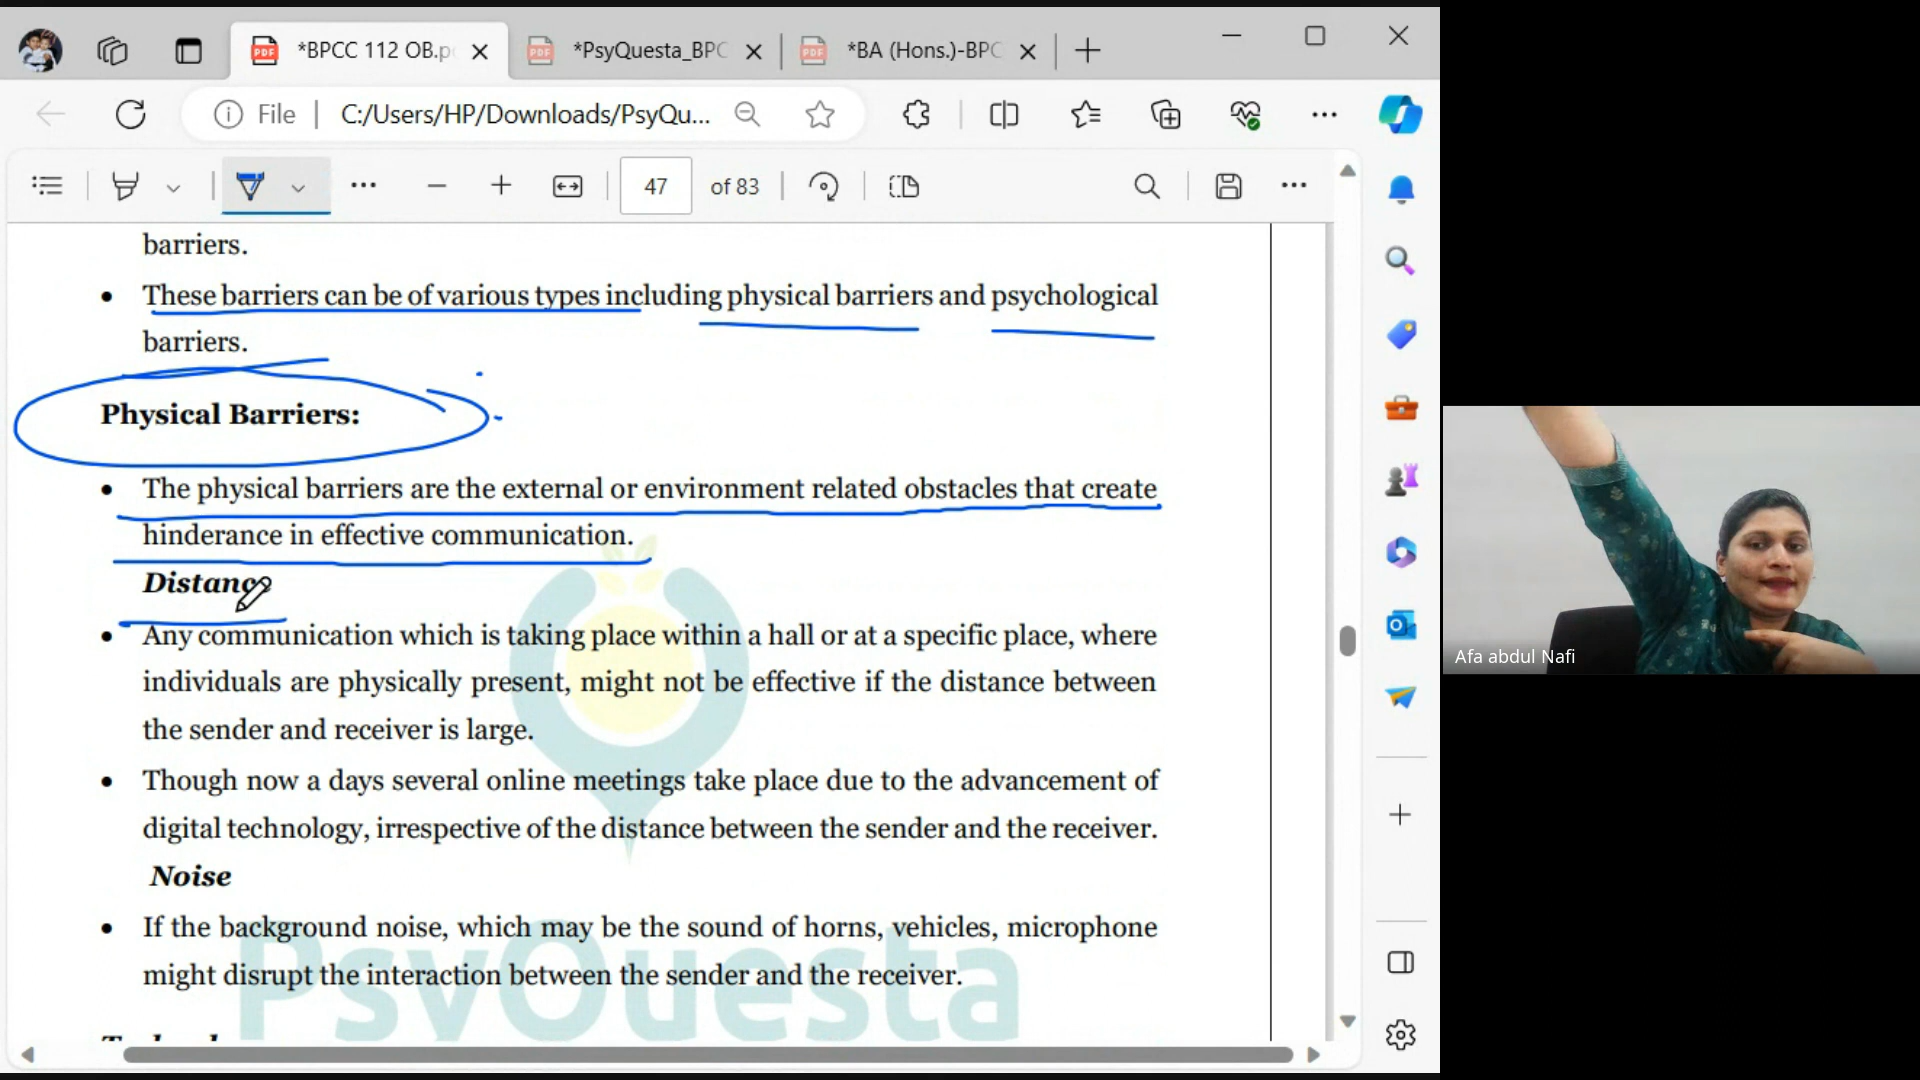 *BPCC 112 OB.p
*PsyQuesta_BPC
*BA (Hons.)-BPC
File
C:/Users/HP/Downloads/PsyQu...
47 of 83
barriers.
• These barriers can be of various types including physical barriers and psychological
barriers.
Physical Barriers:
• The physical barriers are the external or environment related obstacles that create
hinderance in effective communication.
Distance
• Any communication which is taking place within a hall or at a specific place, where
individuals are physically present, might not be effective if the distance between
the sender and receiver is large.
• Though now a days several online meetings take place due to the advancement of
digital technology, irrespective of the distance between the sender and the receiver.
Noise
• If the background noise, which may be the sound of horns, vehicles, microphone
might disrupt the interaction between the sender and the receiver.
PsyQuesta
Afa abdul Nafi